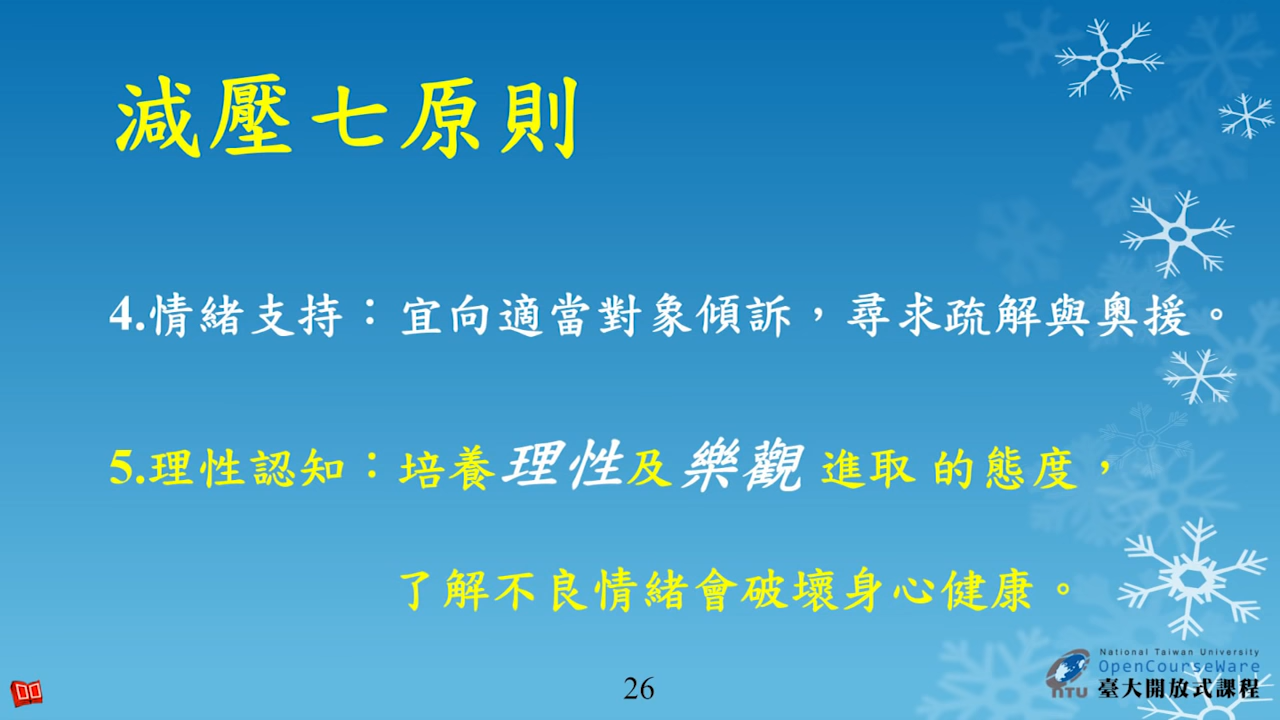 減壓七原則
4.情緒支持：宜向適當對象傾訴，尋求疏解與奧援。
5.理性認知：培養理性及樂觀 進取 的態度，
了解不良情緒會破壞身心健康。
26
National Taiwan University
OpenCourseWare
NTU 臺大開放式課程